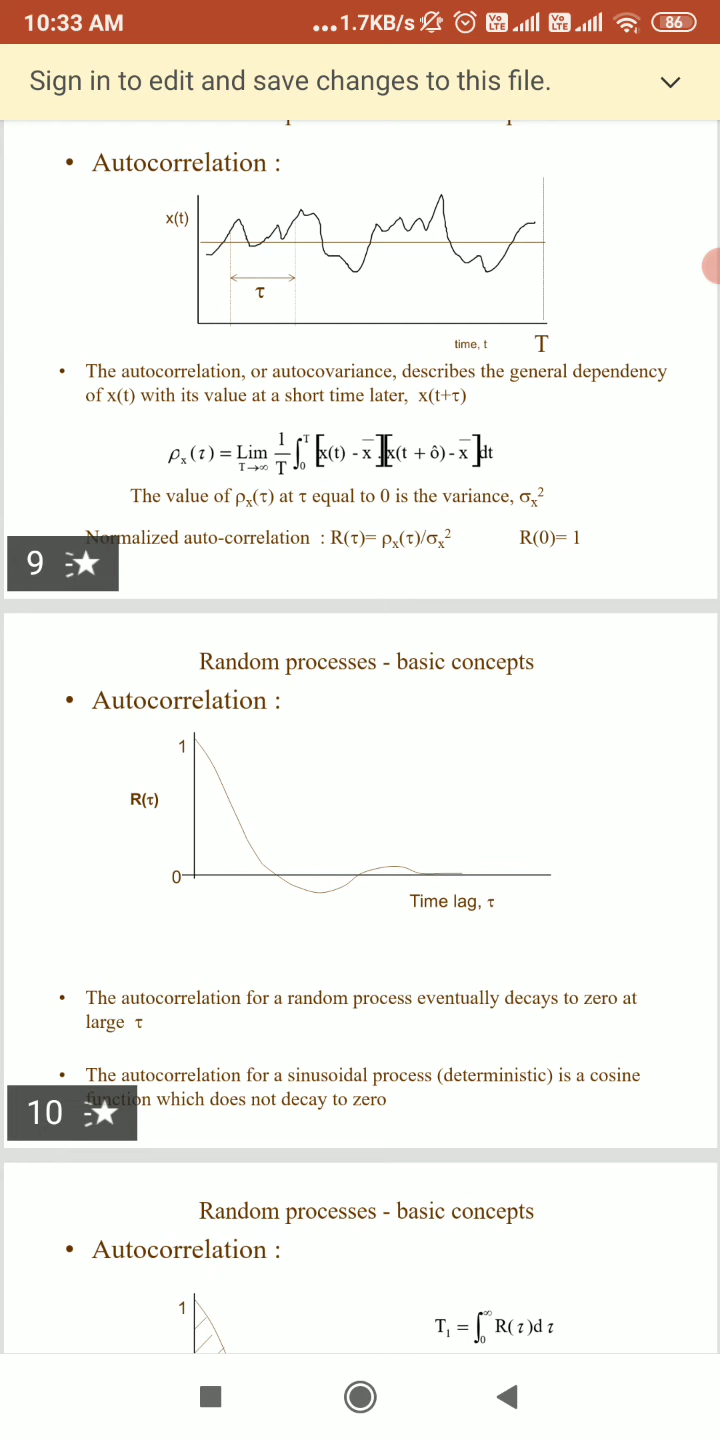 10:33 AM
...1.7KB/s Vo LTE Vo LTE 86
Sign in to edit and save changes to this file.
• Autocorrelation :
x(t)
τ
time, t T
• The autocorrelation, or autocovariance, describes the general dependency
of x(t) with its value at a short time later, x(t+τ)
ρₓ(τ) = Lim T→∞ 1/T ∫₀ᵀ [x(t) - x̄][x(t + ô) - x̄]dt
The value of ρₓ(τ) at τ equal to 0 is the variance, σₓ²
Normalized auto-correlation : R(τ)= ρₓ(τ)/σₓ² R(0)= 1
9
Random processes - basic concepts
• Autocorrelation :
1
R(τ)
0
Time lag, τ
• The autocorrelation for a random process eventually decays to zero at
large τ
• The autocorrelation for a sinusoidal process (deterministic) is a cosine
function which does not decay to zero
10
Random processes - basic concepts
• Autocorrelation :
1
T₁ = ∫₀^∞ R(τ)dτ